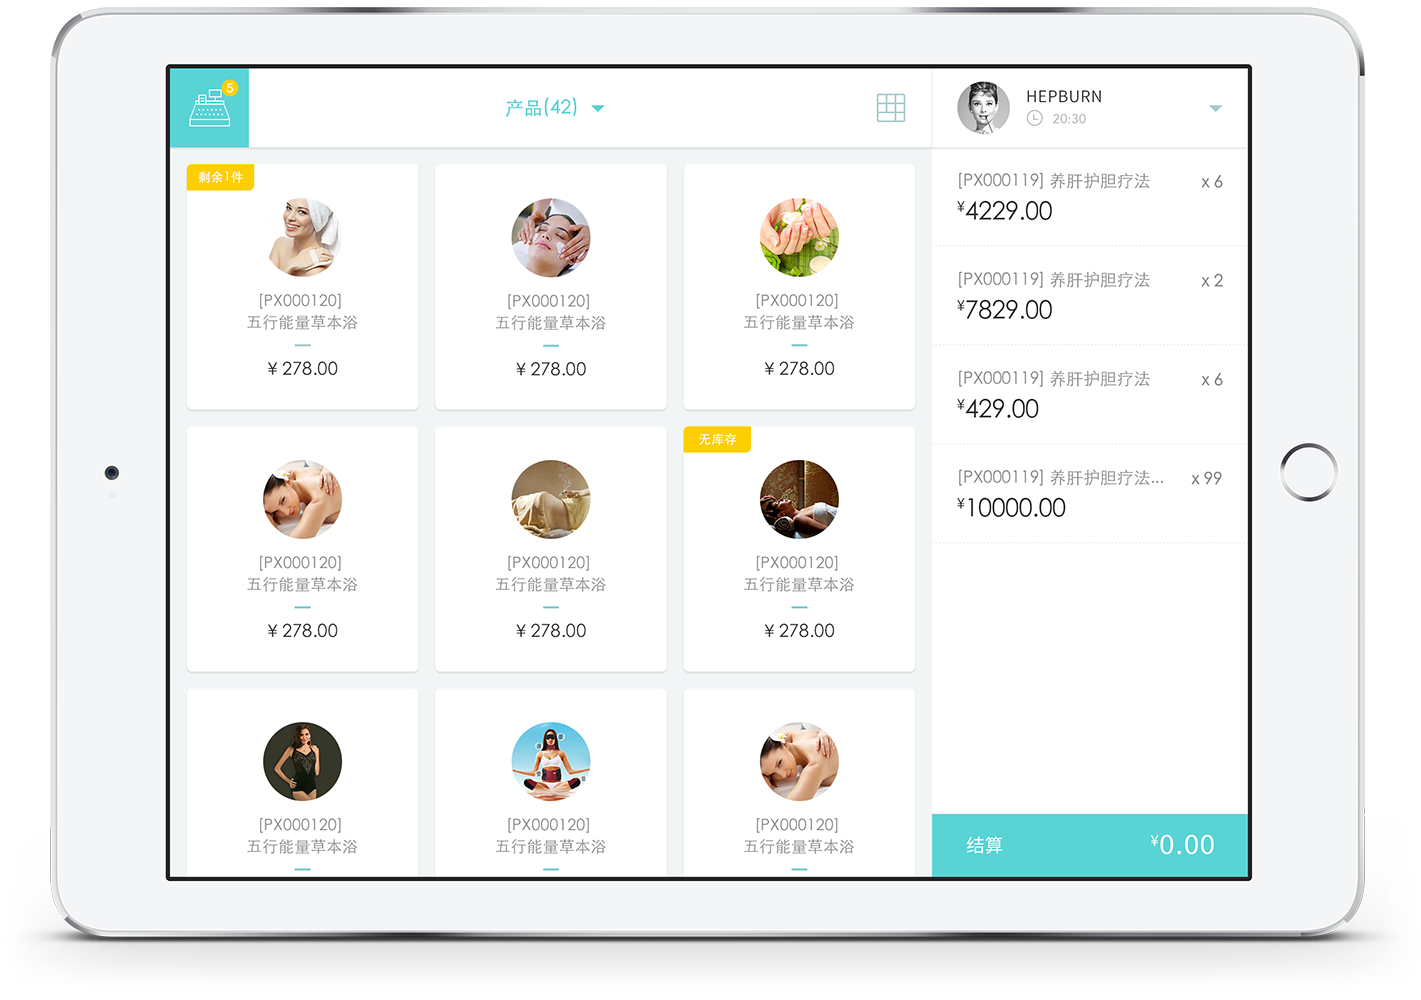 5
产品(42)
HEPBURN
20:30
剩余1件
[PX000120]
五行能量草本浴
¥ 278.00
[PX000120]
五行能量草本浴
¥ 278.00
[PX000120]
五行能量草本浴
¥ 278.00
[PX000120]
五行能量草本浴
¥ 278.00
[PX000120]
五行能量草本浴
¥ 278.00
无库存
[PX000120]
五行能量草本浴
¥ 278.00
[PX000120]
五行能量草本浴
[PX000120]
五行能量草本浴
[PX000120]
五行能量草本浴
[PX000119] 养肝护胆疗法 x 6
¥4229.00
[PX000119] 养肝护胆疗法 x 2
¥7829.00
[PX000119] 养肝护胆疗法 x 6
¥429.00
[PX000119] 养肝护胆疗法... x 99
¥10000.00
结算 ¥0.00